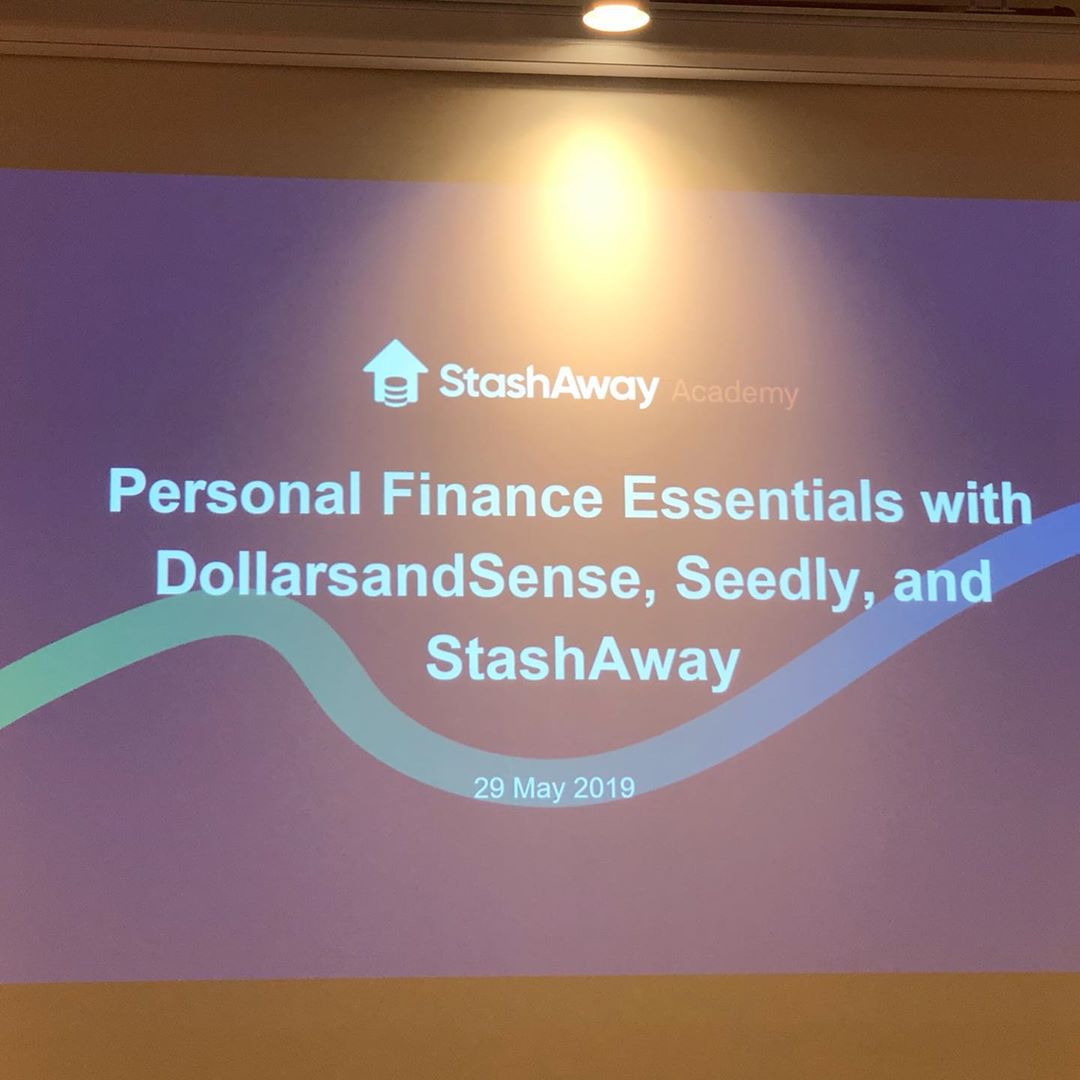 StashAway Academy
Personal Finance Essentials with
DollarsandSense, Seedly, and
StashAway
29 May 2019